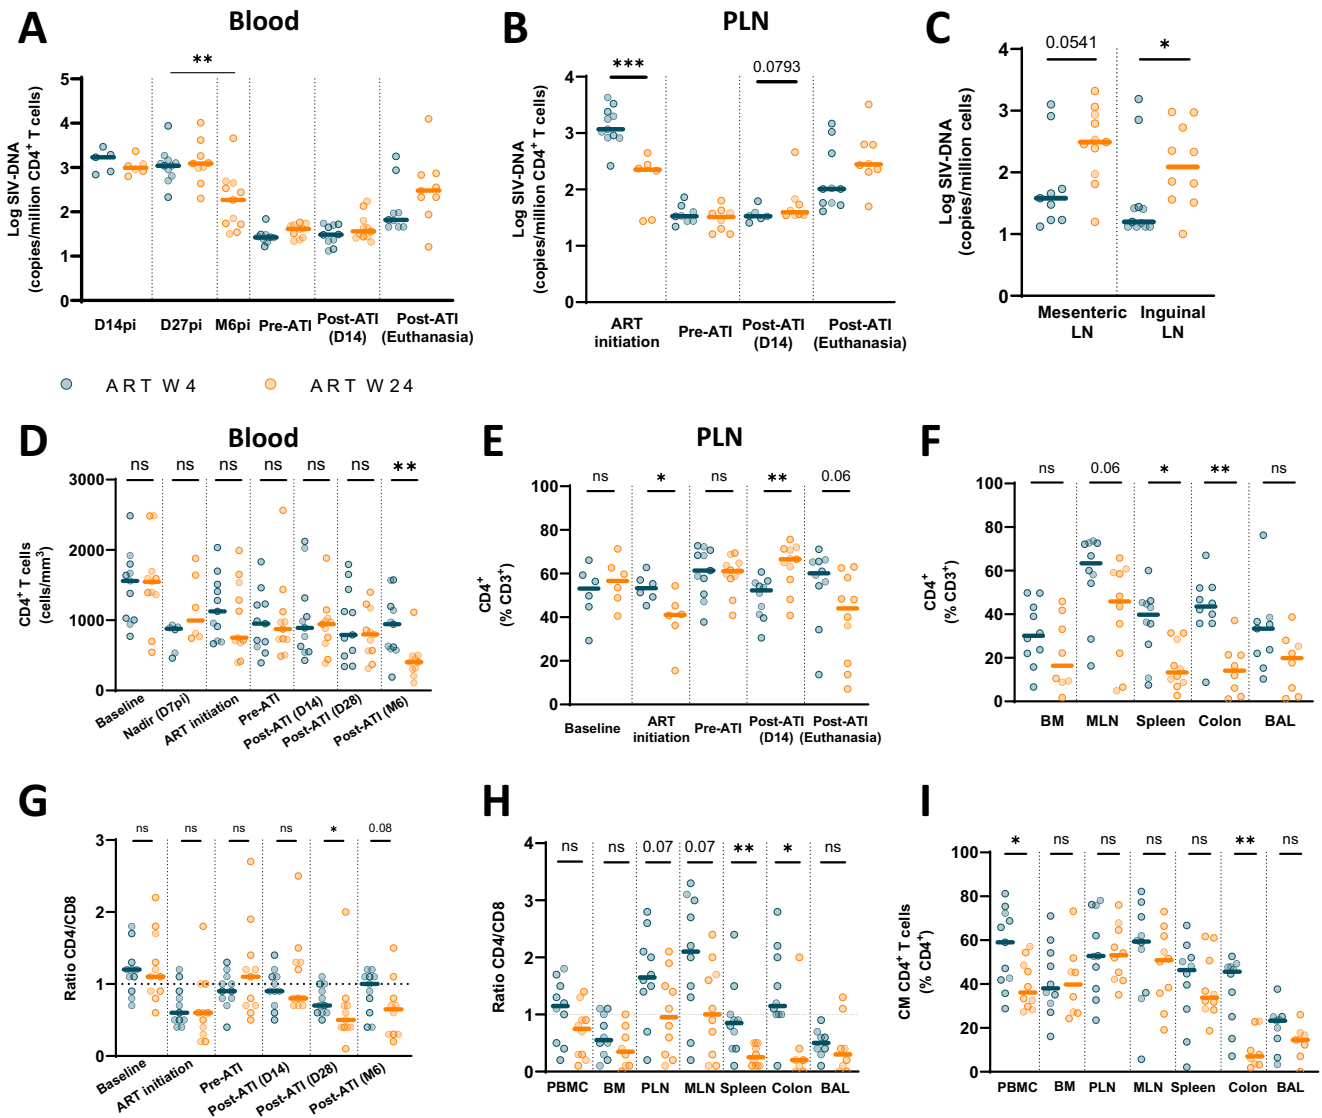 A
Blood
**
Log SIV-DNA
(copies/million CD4+ T cells)
5
4
3
2
1
0
D14pi
D27pi
M6pi
Pre-ATI
Post-ATI
(D14)
Post-ATI
(Euthanasia)
B
PLN
***
0.0793
Log SIV-DNA
(copies/million CD4+ T cells)
4
3
2
1
0
ART
initiation
Pre-ATI
Post-ATI
(D14)
Post-ATI
(Euthanasia)
C
0.0541
*
Log SIV-DNA
(copies/million cells)
4
3
2
1
0
Mesenteric
LN
Inguinal
LN
ART W4
ART W24
D
Blood
ns ns ns ns ns ns **
CD4+ T cells
(cells/mm3)
3000
2000
1000
0
Baseline
Nadir (D7pi)
ART initiation
Pre-ATI
Post-ATI (D14)
Post-ATI (D28)
Post-ATI (M6)
E
PLN
ns * ns ** 0.06
CD4+
(% CD3+)
100
80
60
40
20
0
Baseline
ART
initiation
Pre-ATI
Post-ATI
(D14)
Post-ATI
(Euthanasia)
F
ns 0.06 * ** ns
CD4+
(% CD3+)
100
80
60
40
20
0
BM MLN Spleen Colon BAL
G
ns ns ns ns * 0.08
Ratio CD4/CD8
3
2
1
0
Baseline
ART initiation
Pre-ATI
Post-ATI (D14)
Post-ATI (D28)
Post-ATI (M6)
H
ns ns 0.07 0.07 ** * ns
Ratio CD4/CD8
4
3
2
1
0
PBMC BM PLN MLN Spleen Colon BAL
I
* ns ns ns ns ** ns
CM CD4+ T cells
(% CD4+)
100
80
60
40
20
0
PBMC BM PLN MLN Spleen Colon BAL